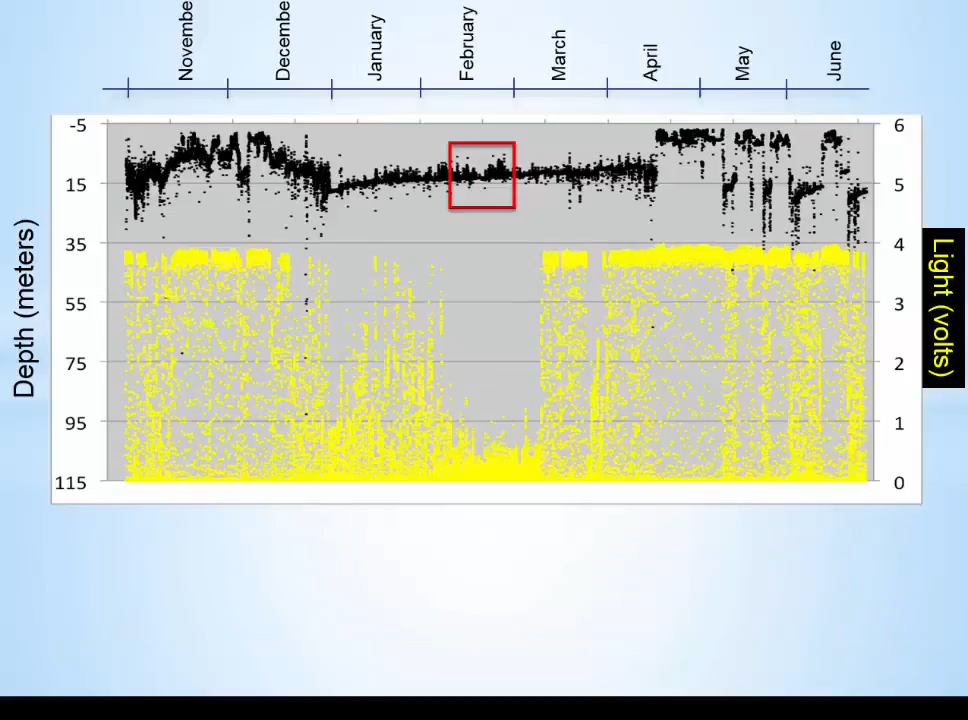 Novembe
Decembe
January
February
March
April
May
June
-5
15
35
55
75
95
115
6
5
4
3
2
1
0
Depth (meters)
Light (volts)